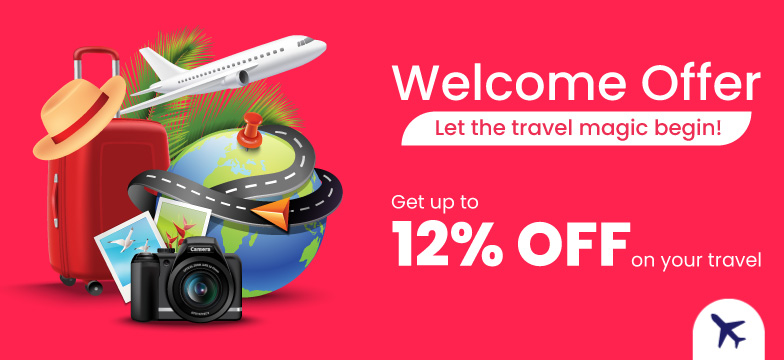 Welcome Offer
Let the travel magic begin!
Get up to
12% OFF on your travel
Camera